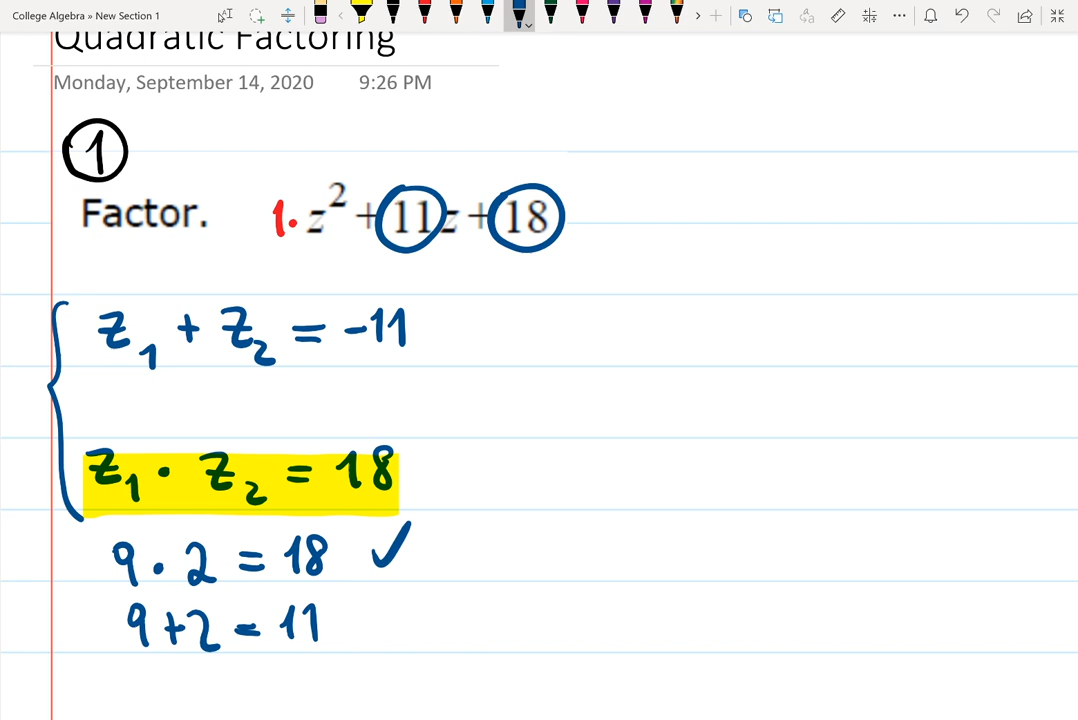 College Algebra » New Section 1
Quadratic Factoring
Monday, September 14, 2020 9:26 PM
1
Factor. 1. z² + 11z + 18
z₁ + z₂ = -11
z₁ · z₂ = 18
9 · 2 = 18 ✓
9 + 2 = 11